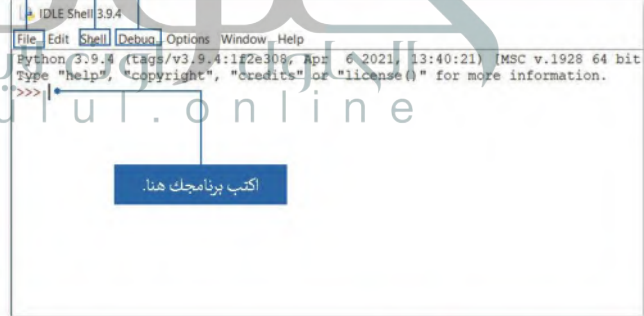 IDLE Shell 3.9.4
File Edit Shell Debug Options Window Help
Python 3.9.4 (tags/v3.9.4:1f2e308, Apr  6 2021, 13:40:21) [MSC v.1928 64 bit
Type "help", "copyright", "credits" or "license()" for more information.
>>>
ulul.online
اكتب برنامجك هنا.